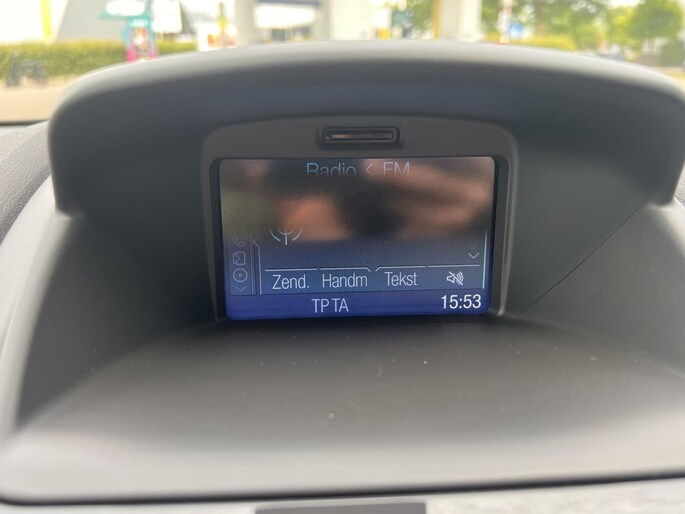 Radio < FM
Zend. Handm Tekst
TP TA 15:53